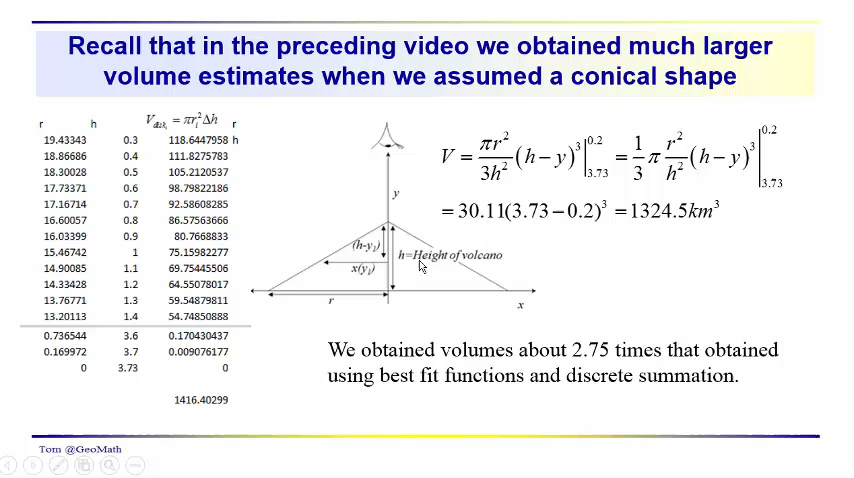 Recall that in the preceding video we obtained much larger
volume estimates when we assumed a conical shape
r h V_disk_i = πr_i^2Δh r
19.43343 0.3 118.6447958 h
18.86686 0.4 111.8275783
18.30028 0.5 105.2120537
17.73371 0.6 98.79822186
17.16714 0.7 92.58608285
16.60057 0.8 86.57563666
16.03399 0.9 80.7668833
15.46742 1 75.15982277
14.90085 1.1 69.75445506
14.33428 1.2 64.55078017
13.76771 1.3 59.54879811
13.20113 1.4 54.74850888
0.736544 3.6 0.170430437
0.169972 3.7 0.009076177
0 3.73 0
1416.40299
y
(h-y₁)
x(y₁)
h=Height of volcano
r
x
V = πr²/3h² (h − y)³ |_3.73^0.2 = 1/3 π r²/h² (h − y)³ |_3.73^0.2
= 30.11(3.73 − 0.2)³ = 1324.5km³
We obtained volumes about 2.75 times that obtained
using best fit functions and discrete summation.
Tom @GeoMath